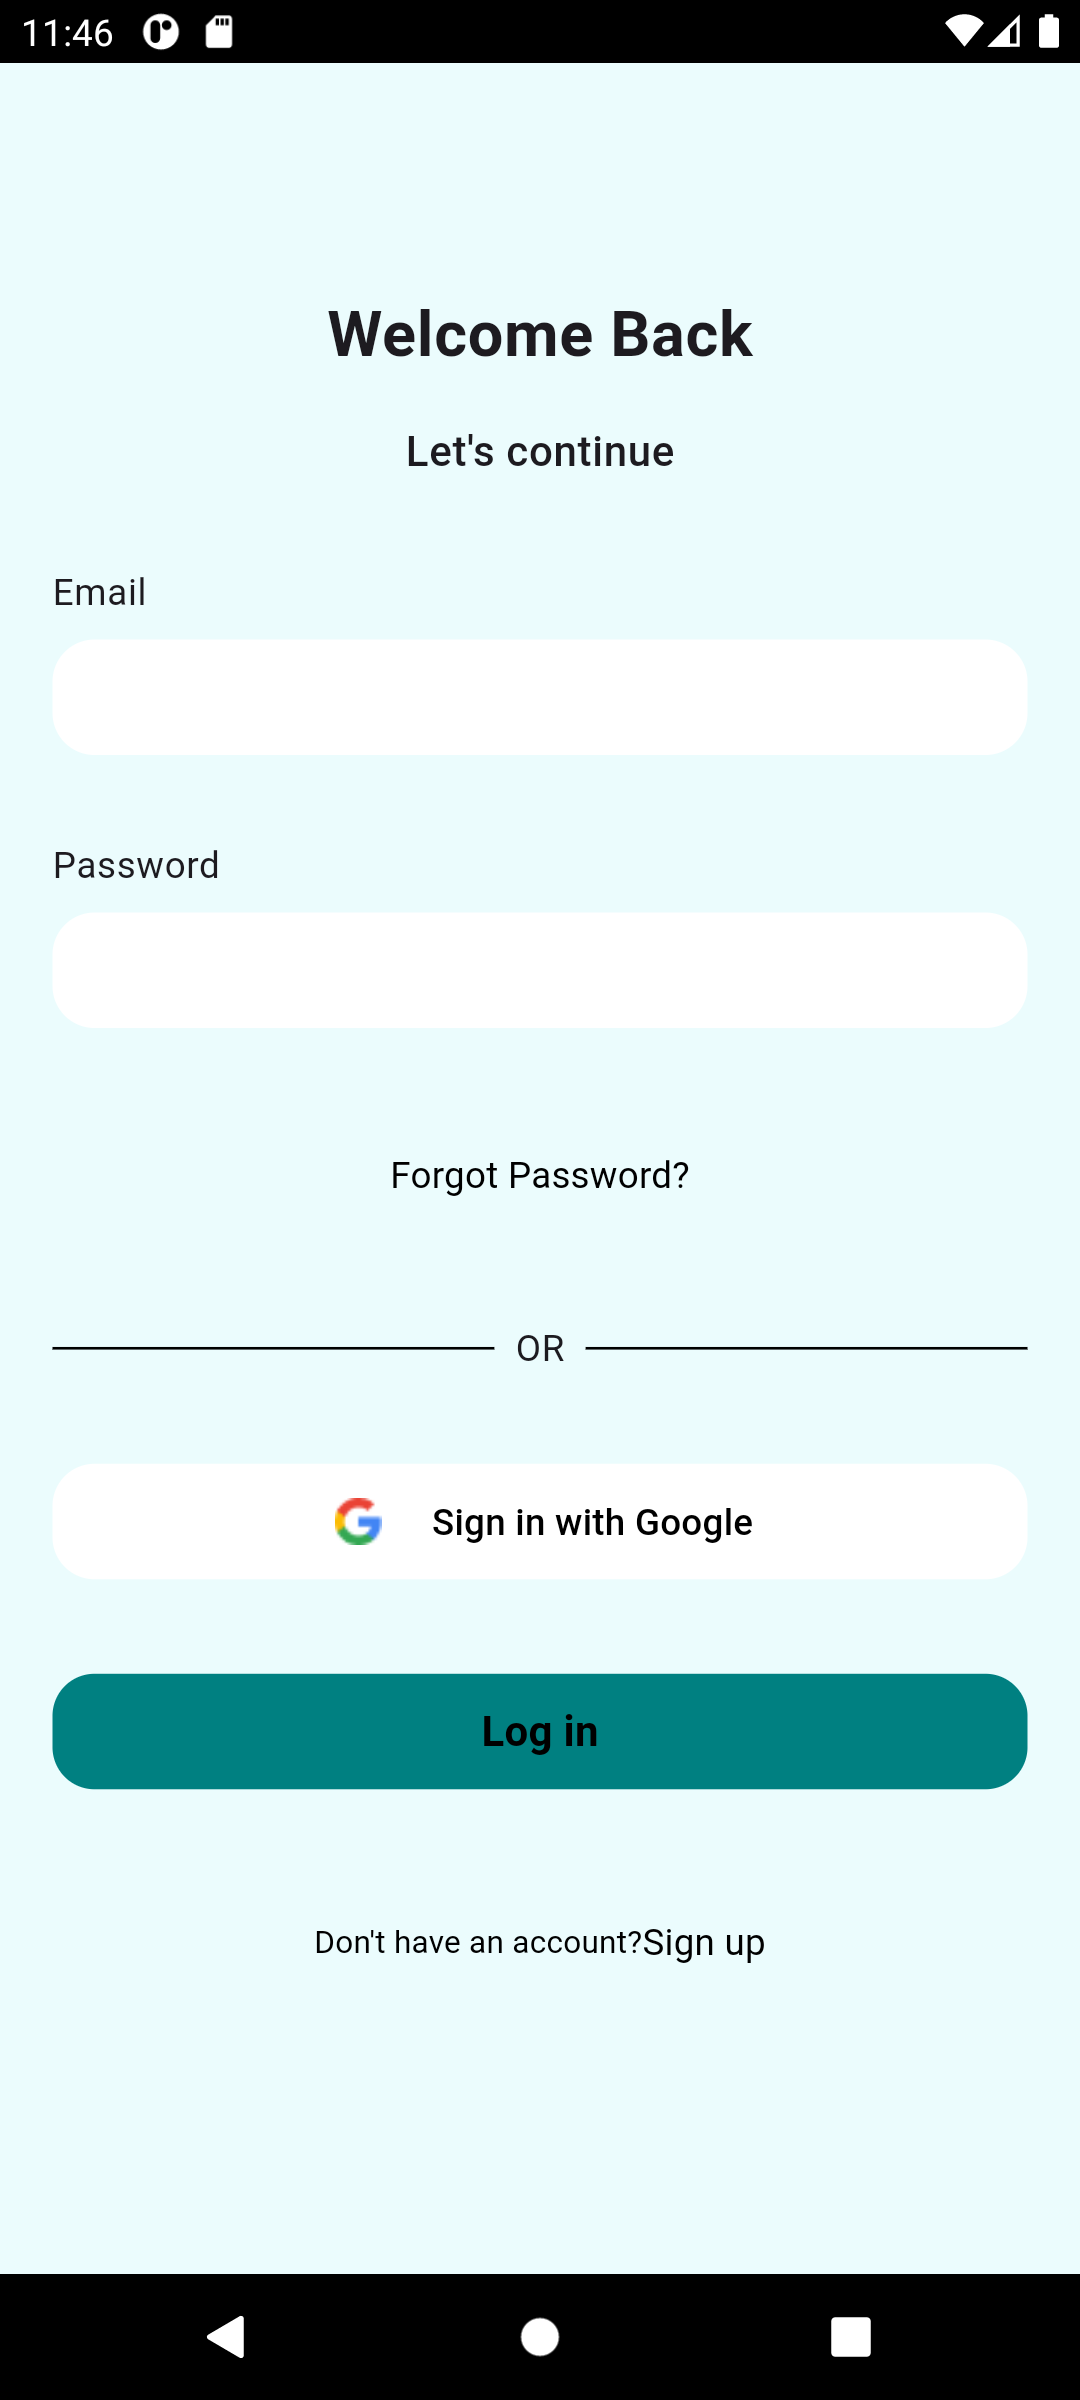 11:46
Welcome Back
Let's continue
Email
Password
Forgot Password?
OR
Sign in with Google
Log in
Don't have an account?Sign up